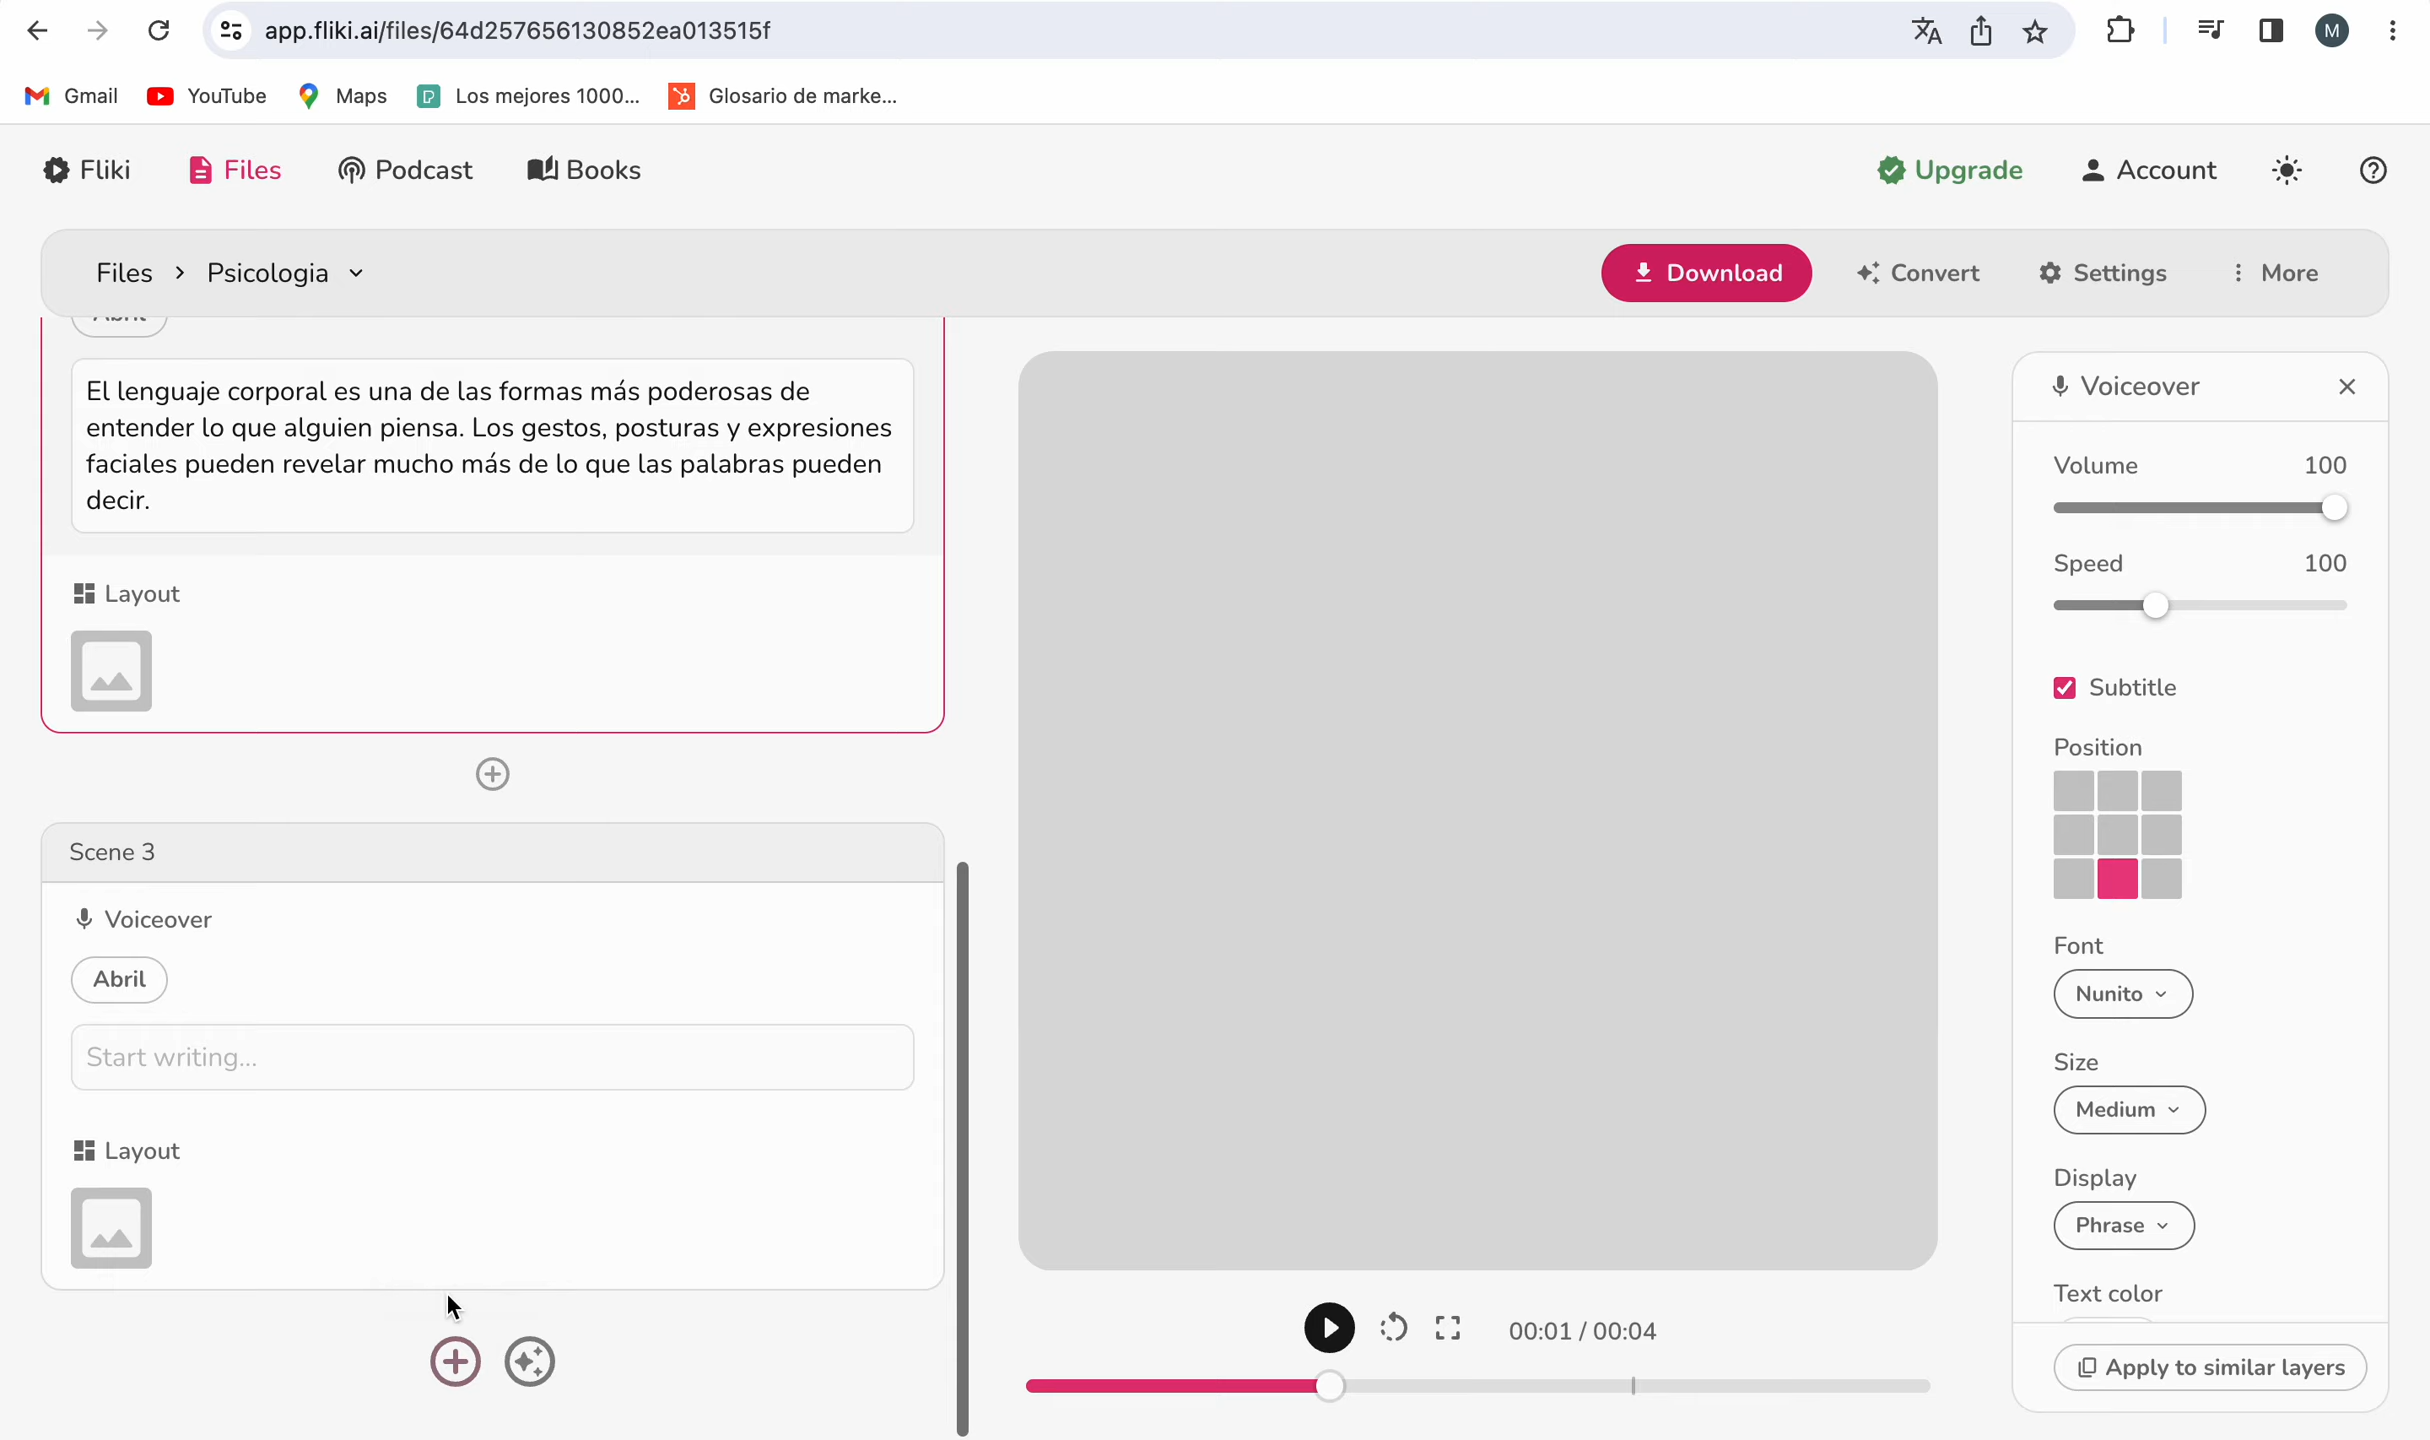 app.fliki.ai/files/64d257656130852ea013515f
M
Gmail
YouTube
Maps
Los mejores 1000...
Glosario de marke...
Fliki
Files
Podcast
Books
Upgrade
Account
Files > Psicologia
Download
Convert
Settings
More
El lenguaje corporal es una de las formas más poderosas de
entender lo que alguien piensa. Los gestos, posturas y expresiones
faciales pueden revelar mucho más de lo que las palabras pueden
decir.
Layout
Scene 3
Voiceover
Abril
Start writing...
Layout
00:01 / 00:04
Voiceover
Volume 100
Speed 100
Subtitle
Position
Font
Nunito
Size
Medium
Display
Phrase
Text color
Apply to similar layers